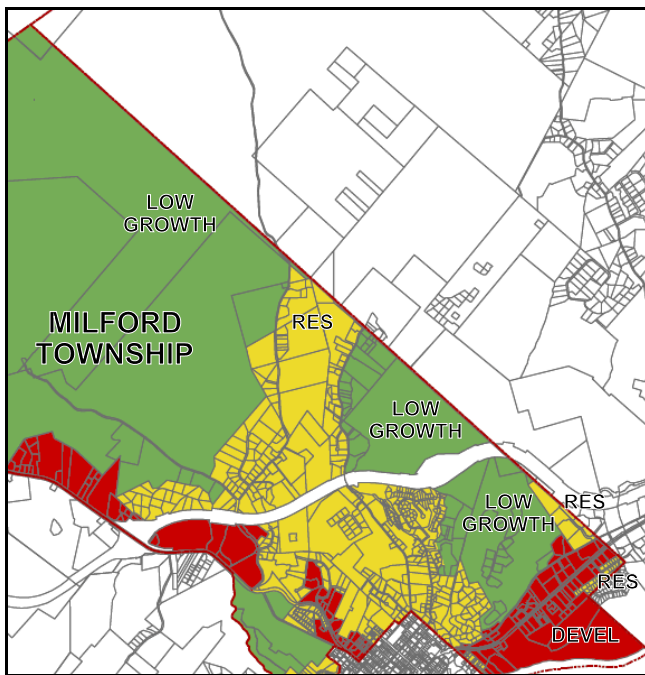 LOW
GROWTH
MILFORD
TOWNSHIP
RES
LOW
GROWTH
LOW
GROWTH
RES
RES
DEVEL